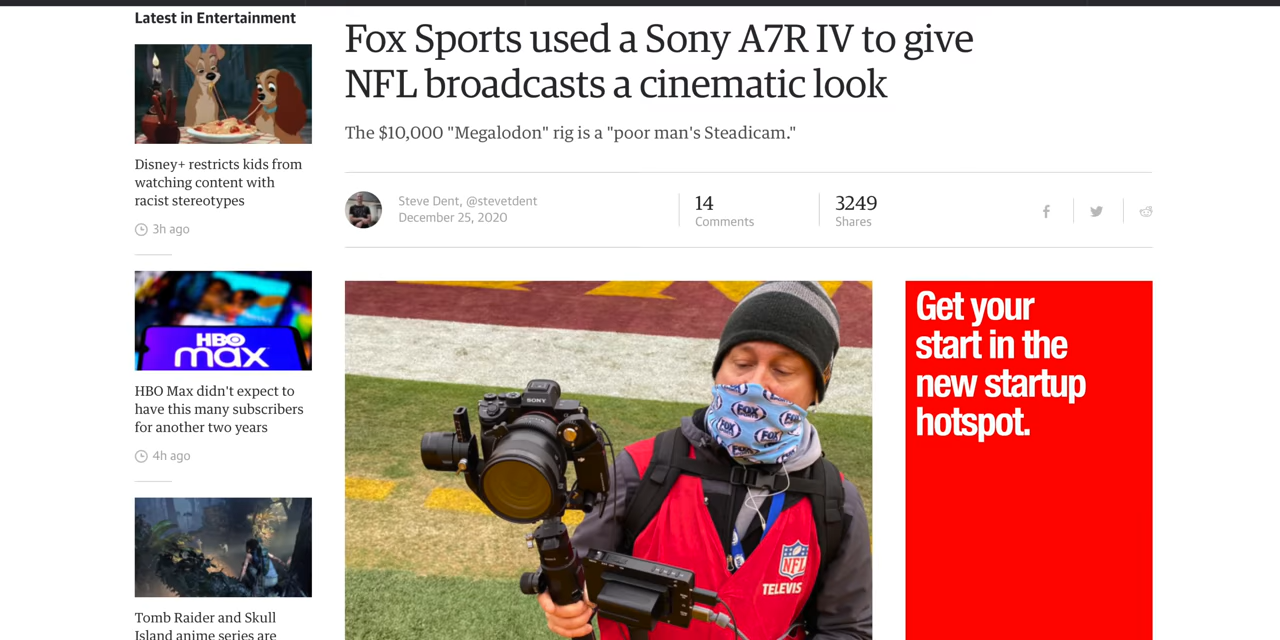 Latest in Entertainment
Disney+ restricts kids from
watching content with
racist stereotypes
3h ago
HBO
max
HBO Max didn't expect to
have this many subscribers
for another two years
4h ago
Tomb Raider and Skull
Island anime series are
Fox Sports used a Sony A7R IV to give
NFL broadcasts a cinematic look
The $10,000 "Megalodon" rig is a "poor man's Steadicam."
Steve Dent, @stevetdent
December 25, 2020
14
Comments
3249
Shares
SONY
FOX
FOX
FOX
NFL
TELEVIS
Get your
start in the
new startup
hotspot.